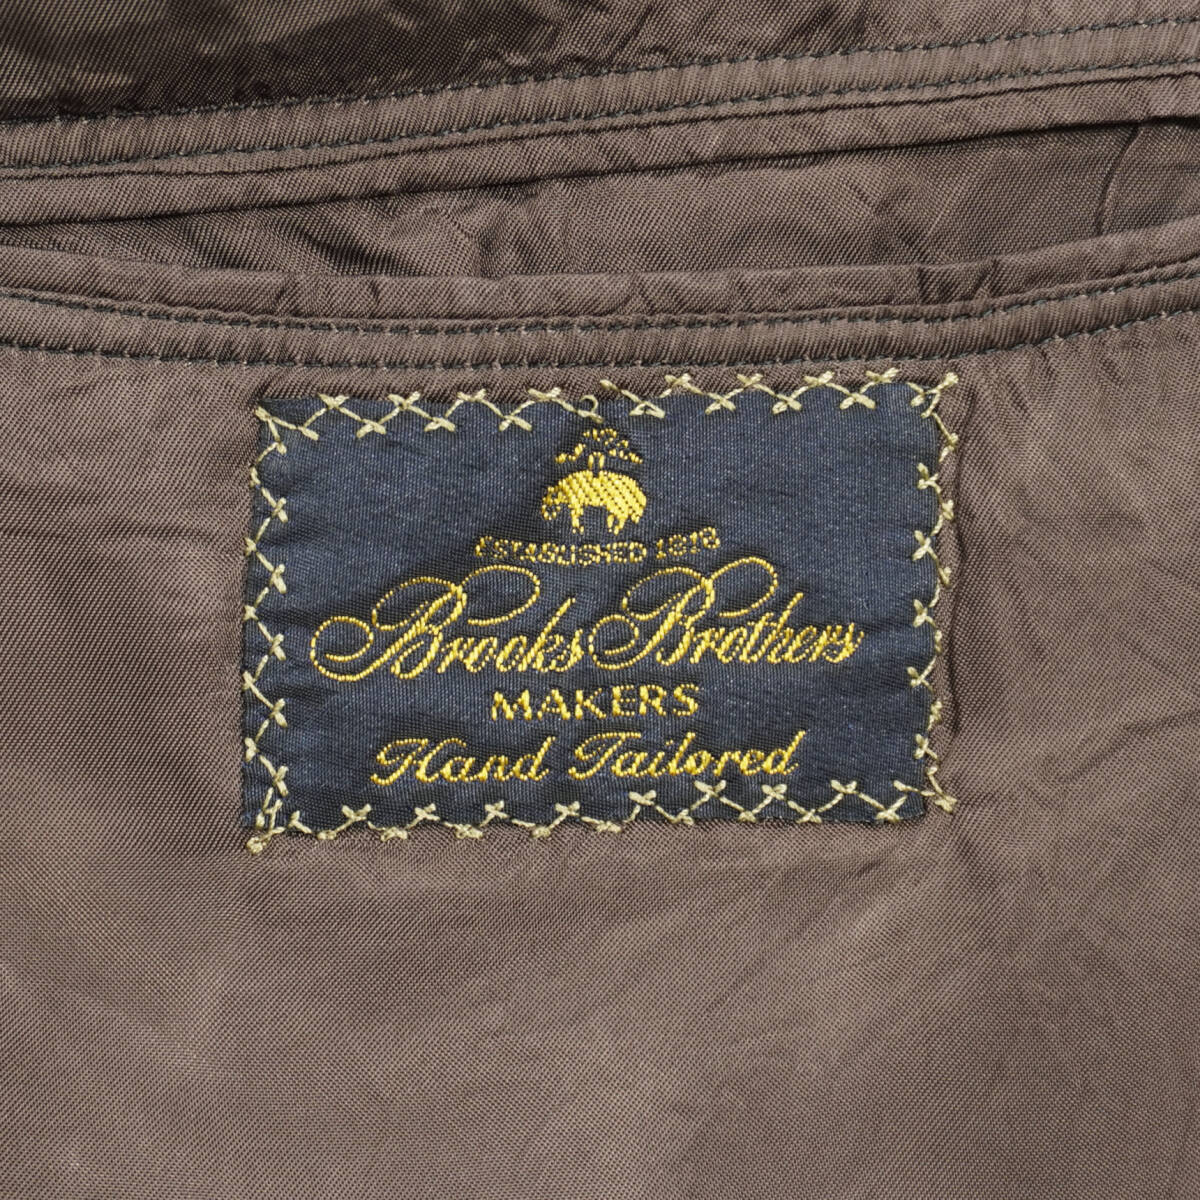 ESTABLISHED 1818
Brooks Brothers
MAKERS
Hand Tailored